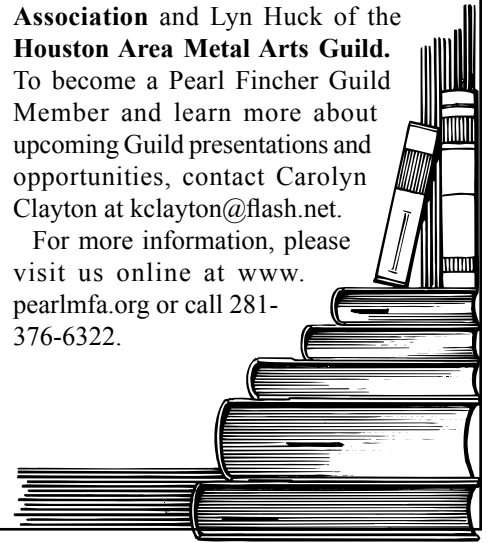 Association and Lyn Huck of the
Houston Area Metal Arts Guild.
To become a Pearl Fincher Guild
Member and learn more about
upcoming Guild presentations and
opportunities, contact Carolyn
Clayton at kclayton@flash.net.
For more information, please
visit us online at www.
pearlmfa.org or call 281-
376-6322.